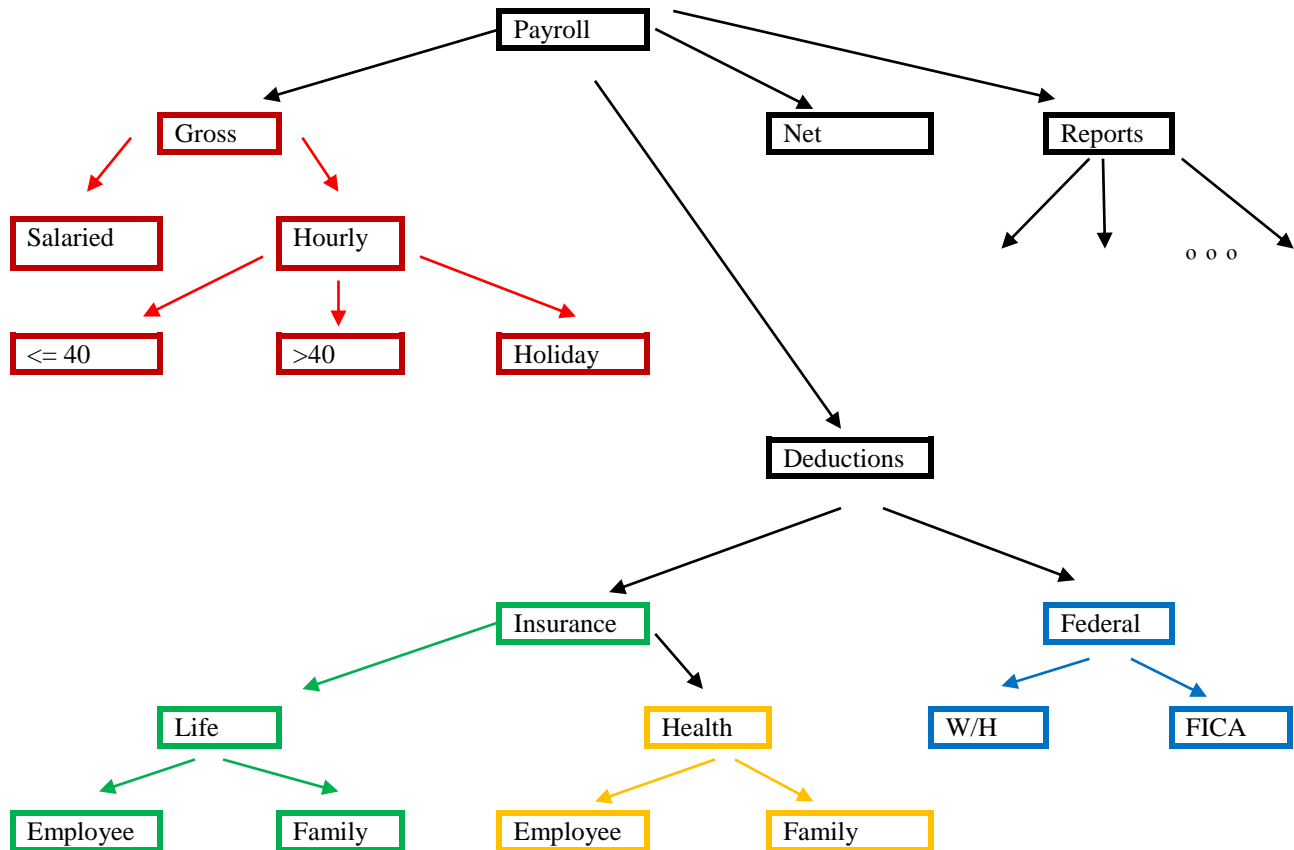 Payroll
Gross
Net
Reports
Salaried
Hourly
o o o
<= 40
>40
Holiday
Deductions
Insurance
Federal
Life
Health
W/H
FICA
Employee
Family
Employee
Family